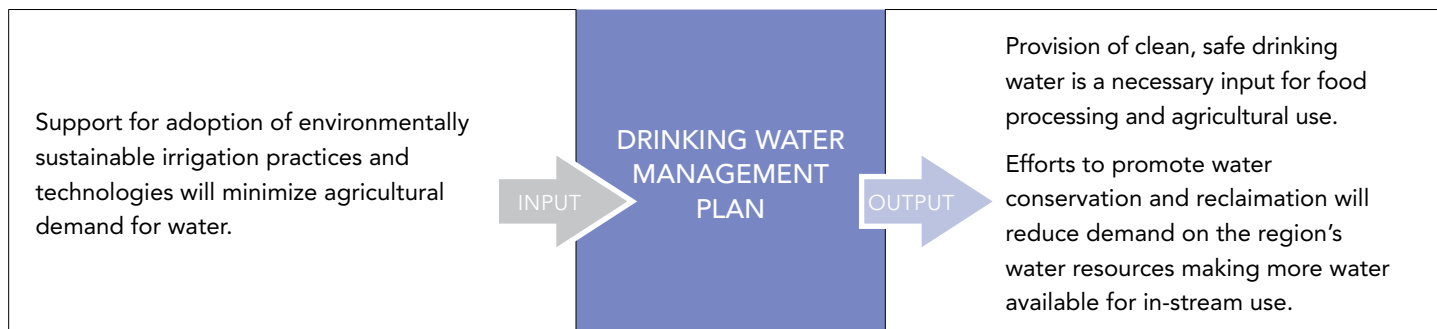 Support for adoption of environmentally
sustainable irrigation practices and
technologies will minimize agricultural
demand for water.
INPUT
DRINKING WATER
MANAGEMENT
PLAN
OUTPUT
Provision of clean, safe drinking
water is a necessary input for food
processing and agricultural use.
Efforts to promote water
conservation and reclamation will
reduce demand on the region’s
water resources making more water
available for in-stream use.